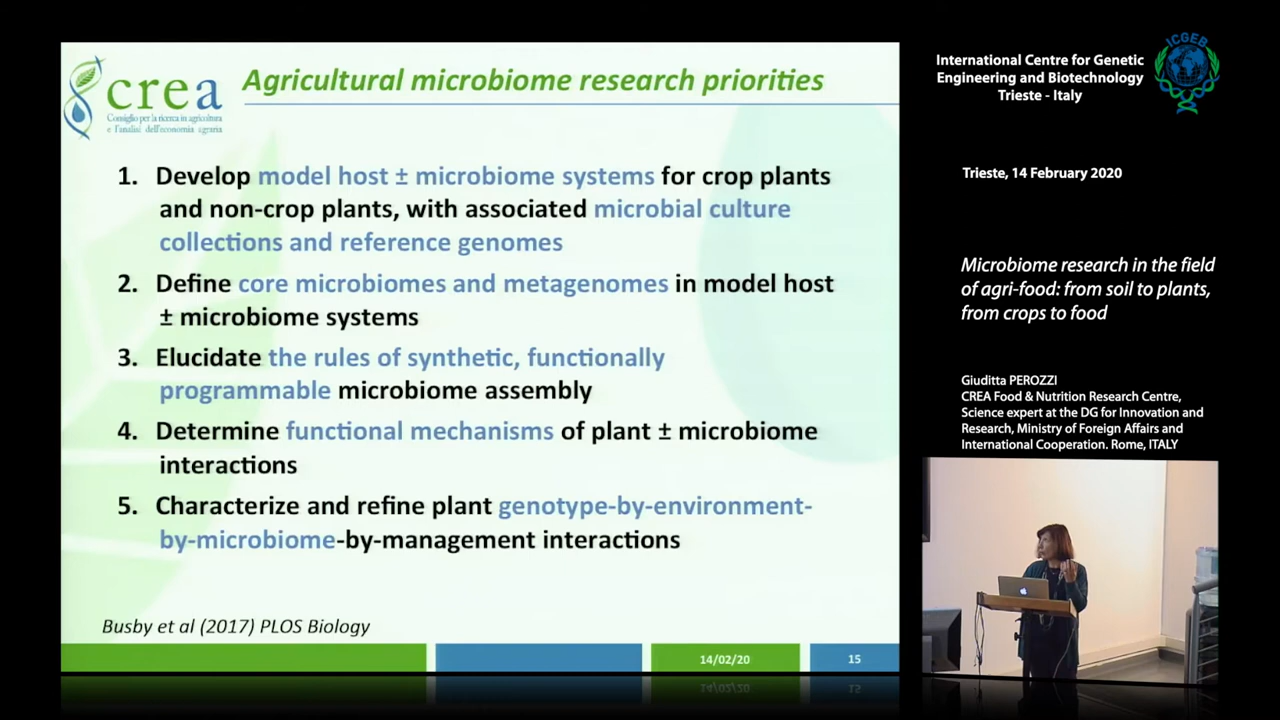 crea
Consiglio per la ricerca in agricoltura
e l'analisi dell'economia agraria
Agricultural microbiome research priorities
1. Develop model host ± microbiome systems for crop plants
and non-crop plants, with associated microbial culture
collections and reference genomes
2. Define core microbiomes and metagenomes in model host
± microbiome systems
3. Elucidate the rules of synthetic, functionally
programmable microbiome assembly
4. Determine functional mechanisms of plant ± microbiome
interactions
5. Characterize and refine plant genotype-by-environment-
by-microbiome-by-management interactions
Busby et al (2017) PLOS Biology
14/02/20
15
International Centre for Genetic
Engineering and Biotechnology
Trieste - Italy
ICGEB
Trieste, 14 February 2020
Microbiome research in the field
of agri-food: from soil to plants,
from crops to food
Giuditta PEROZZI
CREA Food & Nutrition Research Centre,
Science expert at the DG for Innovation and
Research, Ministry of Foreign Affairs and
International Cooperation. Rome, ITALY